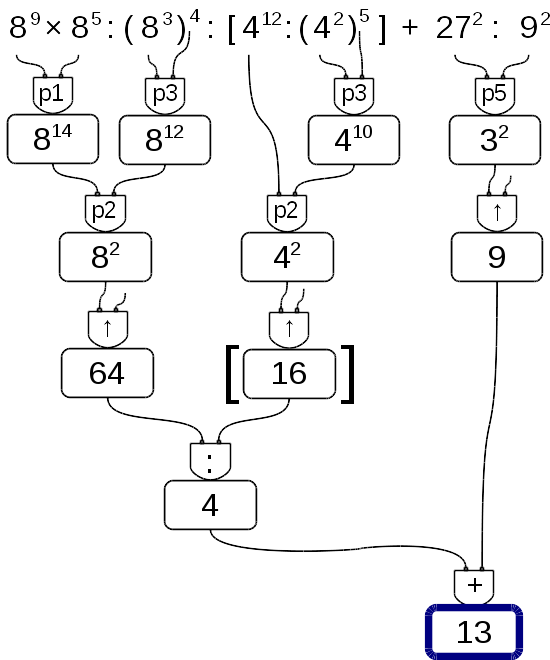 8⁹ × 8⁵ : ( 8³ )⁴ : [ 4¹² : ( 4² )⁵ ] + 27² : 9²
p1 p3 p3 p5
8¹⁴ 8¹² 4¹⁰ 3²
p2 p2 ↑
8² 4² 9
↑ ↑
64 [ 16 ]
:
4
+
13